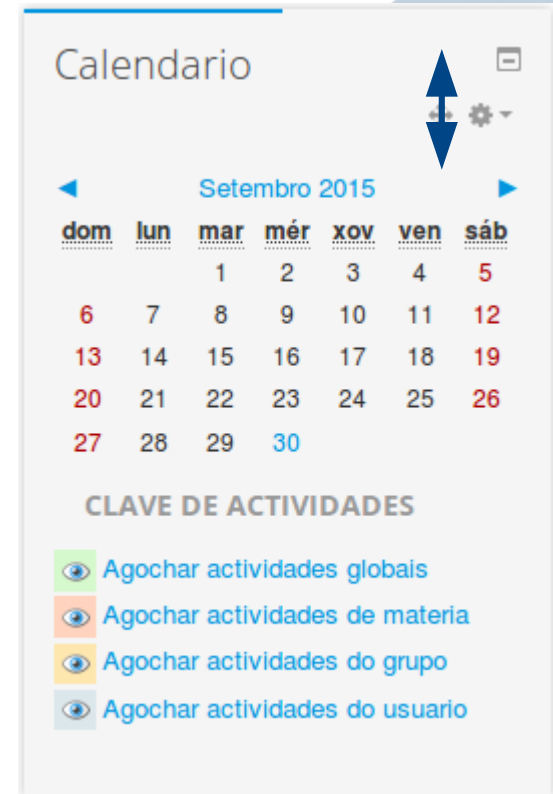 Calendario
Setembro 2015
dom lun mar mér xov ven sáb
1 2 3 4 5
6 7 8 9 10 11 12
13 14 15 16 17 18 19
20 21 22 23 24 25 26
27 28 29 30
CLAVE DE ACTIVIDADES
Agochar actividades globais
Agochar actividades de materia
Agochar actividades do grupo
Agochar actividades do usuario